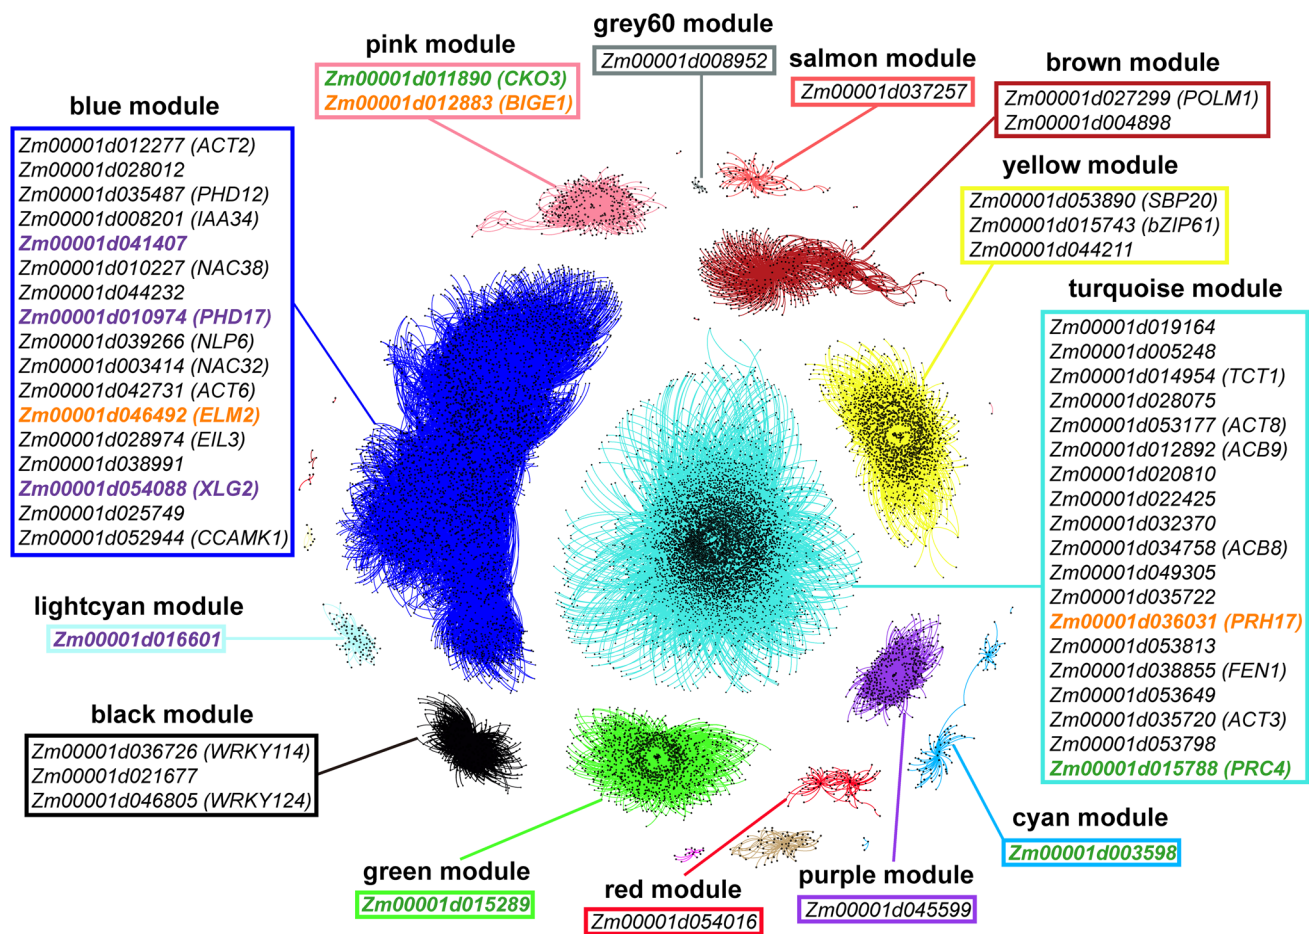 grey60 module
Zm00001d008952
pink module
Zm00001d011890 (CKO3)
Zm00001d012883 (BIGE1)
salmon module
Zm00001d037257
brown module
Zm00001d027299 (POLM1)
Zm00001d004898
blue module
Zm00001d012277 (ACT2)
Zm00001d028012
Zm00001d035487 (PHD12)
Zm00001d008201 (IAA34)
Zm00001d041407
Zm00001d010227 (NAC38)
Zm00001d044232
Zm00001d010974 (PHD17)
Zm00001d039266 (NLP6)
Zm00001d003414 (NAC32)
Zm00001d042731 (ACT6)
Zm00001d046492 (ELM2)
Zm00001d028974 (EIL3)
Zm00001d038991
Zm00001d054088 (XLG2)
Zm00001d025749
Zm00001d052944 (CCAMK1)
yellow module
Zm00001d053890 (SBP20)
Zm00001d015743 (bZIP61)
Zm00001d044211
turquoise module
Zm00001d019164
Zm00001d005248
Zm00001d014954 (TCT1)
Zm00001d028075
Zm00001d053177 (ACT8)
Zm00001d012892 (ACB9)
Zm00001d020810
Zm00001d022425
Zm00001d032370
Zm00001d034758 (ACB8)
Zm00001d049305
Zm00001d035722
Zm00001d036031 (PRH17)
Zm00001d053813
Zm00001d038855 (FEN1)
Zm00001d053649
Zm00001d035720 (ACT3)
Zm00001d053798
Zm00001d015788 (PRC4)
lightcyan module
Zm00001d016601
black module
Zm00001d036726 (WRKY114)
Zm00001d021677
Zm00001d046805 (WRKY124)
green module
Zm00001d015289
red module
Zm00001d054016
purple module
Zm00001d045599
cyan module
Zm00001d003598